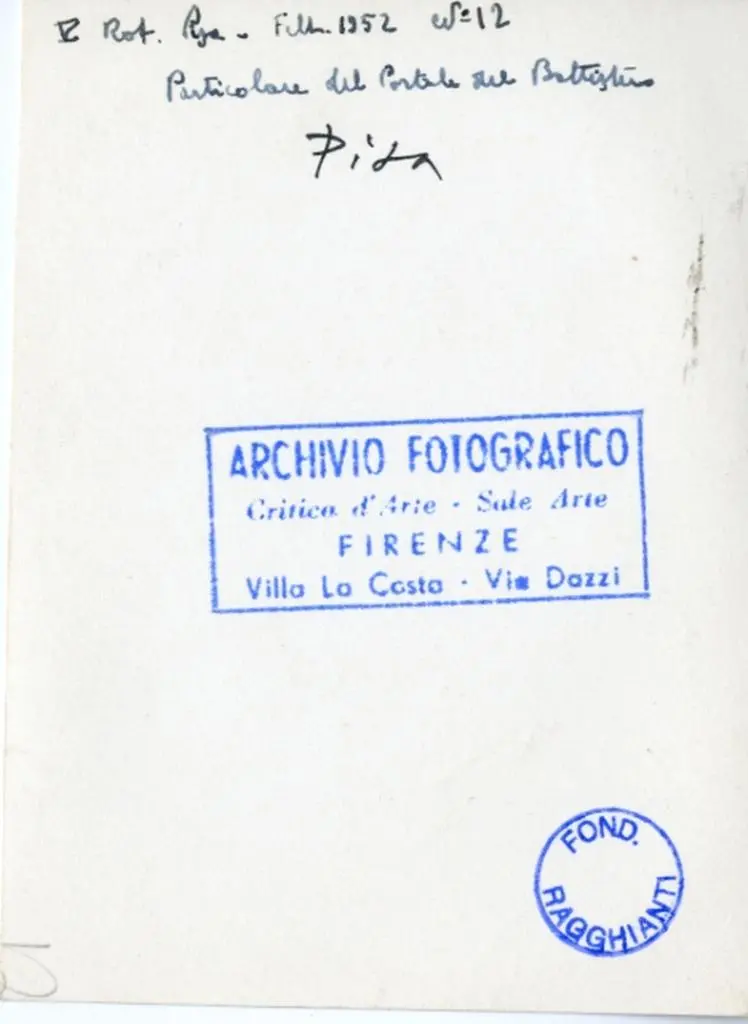 V Rot. Pisa - Febb. 1952 N=12
Particolare del Portale del Battistero
Pisa
ARCHIVIO FOTOGRAFICO
Critica d'Arte - Sele Arte
FIRENZE
Villa La Costa - Via Dazzi
FOND.
RAGGHIANTI